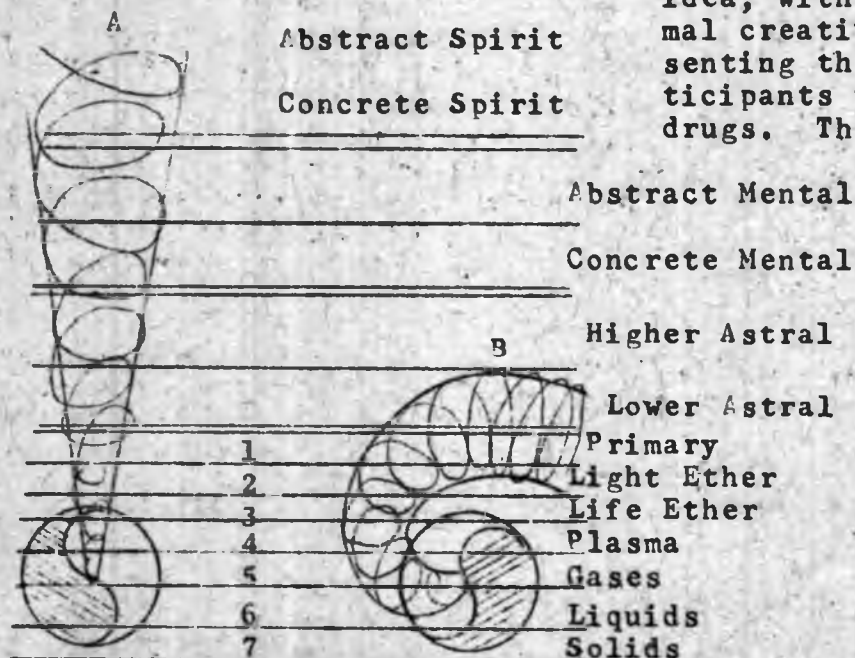 A
Abstract Spirit
Concrete Spirit
idea, with
mal creativ
senting th
ticipants
drugs. Th
Abstract Mental
Concrete Mental
Higher Astral
B
Lower Astral
1 Primary
2 Light Ether
3 Life Ether
4 Plasma
5 Gases
6 Liquids
7 Solids